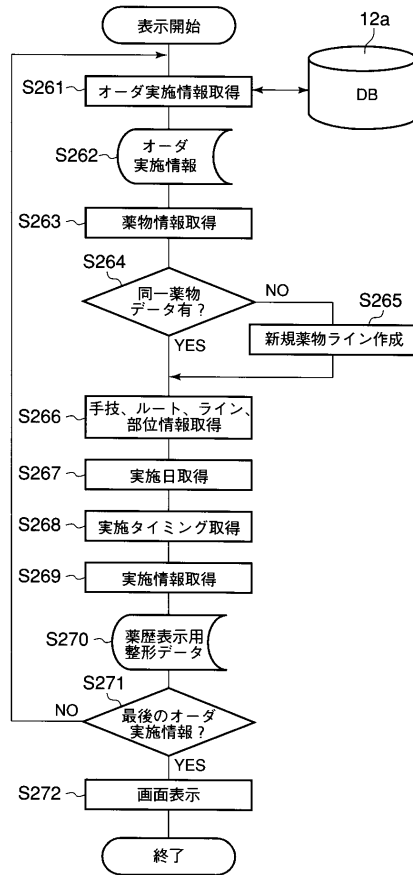 表示開始
12a
DB
S261
オーダ実施情報取得
S262
オーダ
実施情報
S263
薬物情報取得
S264
同一薬物
データ有？
NO
YES
S265
新規薬物ライン作成
S266
手技、ルート、ライン、
部位情報取得
S267
実施日取得
S268
実施タイミング取得
S269
実施情報取得
S270
薬歴表示用
整形データ
S271
最後のオーダ
実施情報？
NO
YES
S272
画面表示
終了